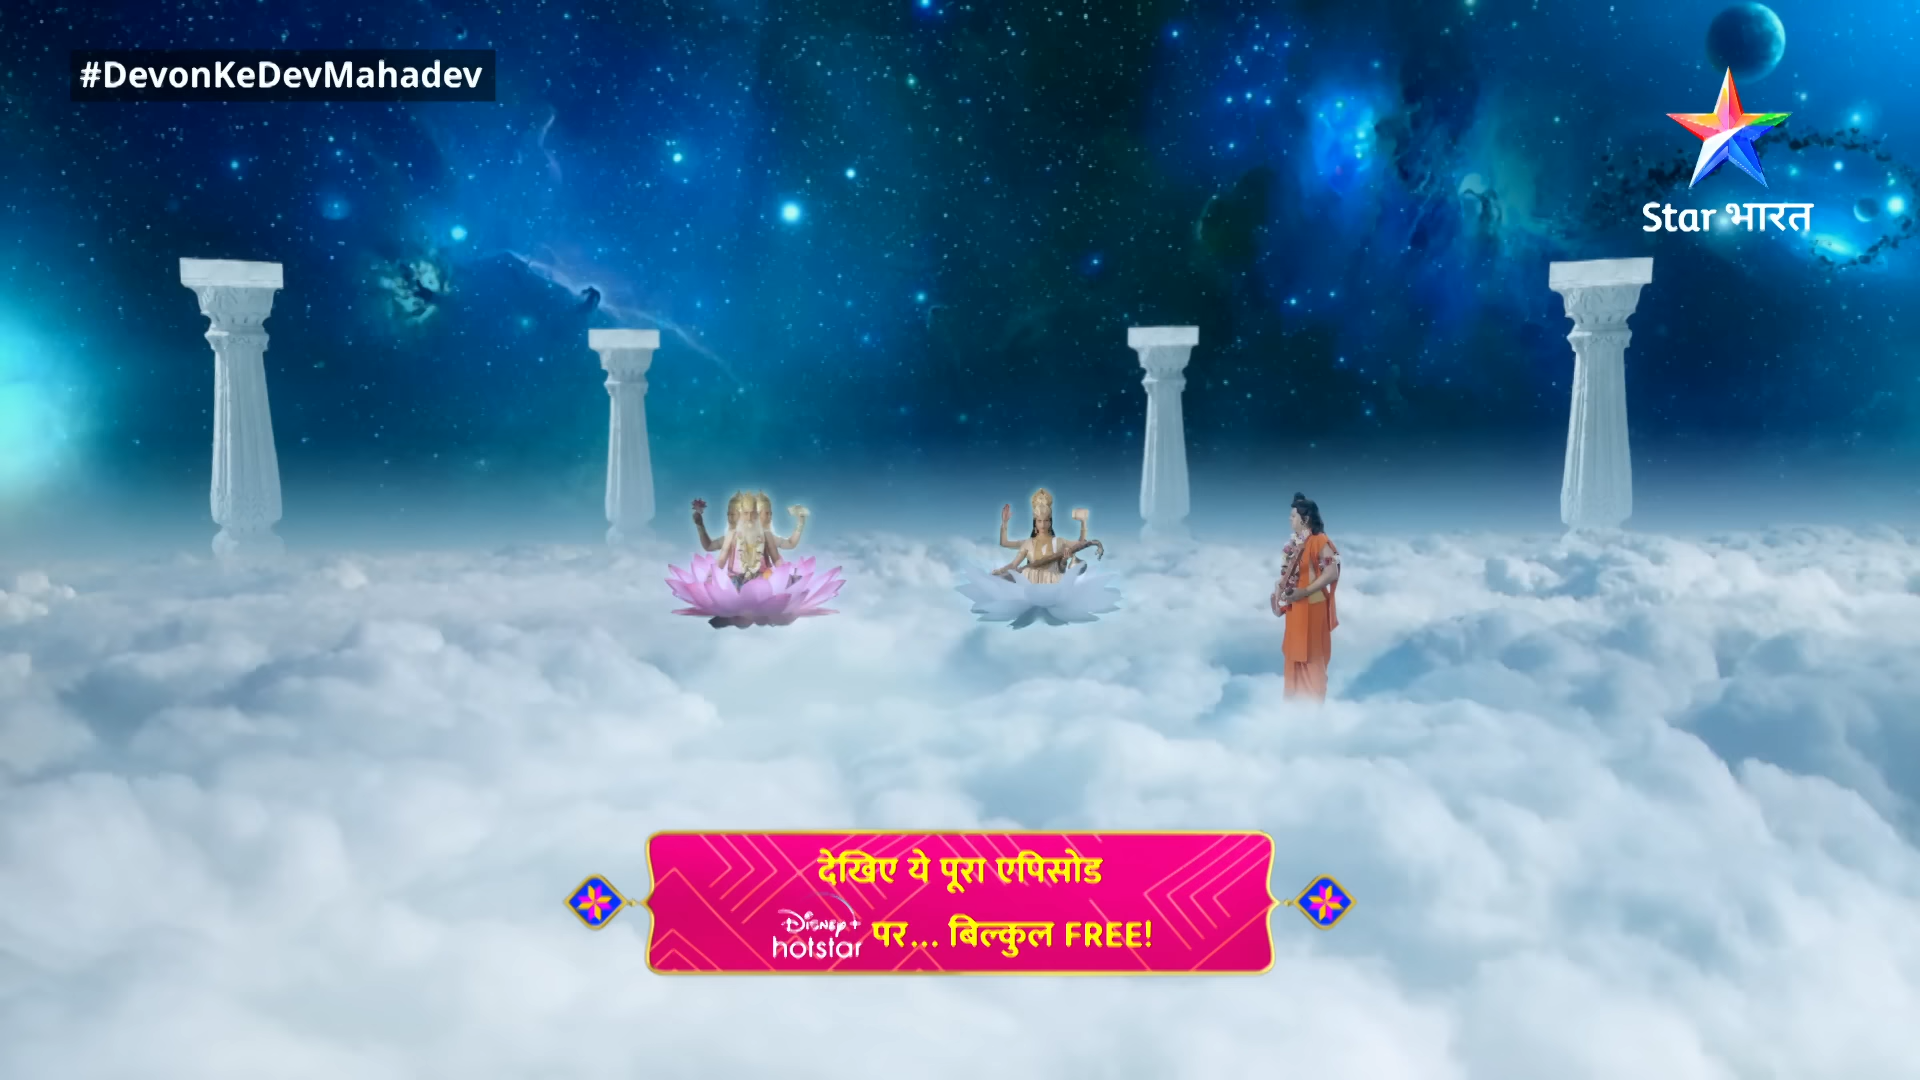 #DevonKeDevMahadev
Star भारत
देखिए ये पूरा एपिसोड
Disney+ hotstar पर... बिल्कुल FREE!